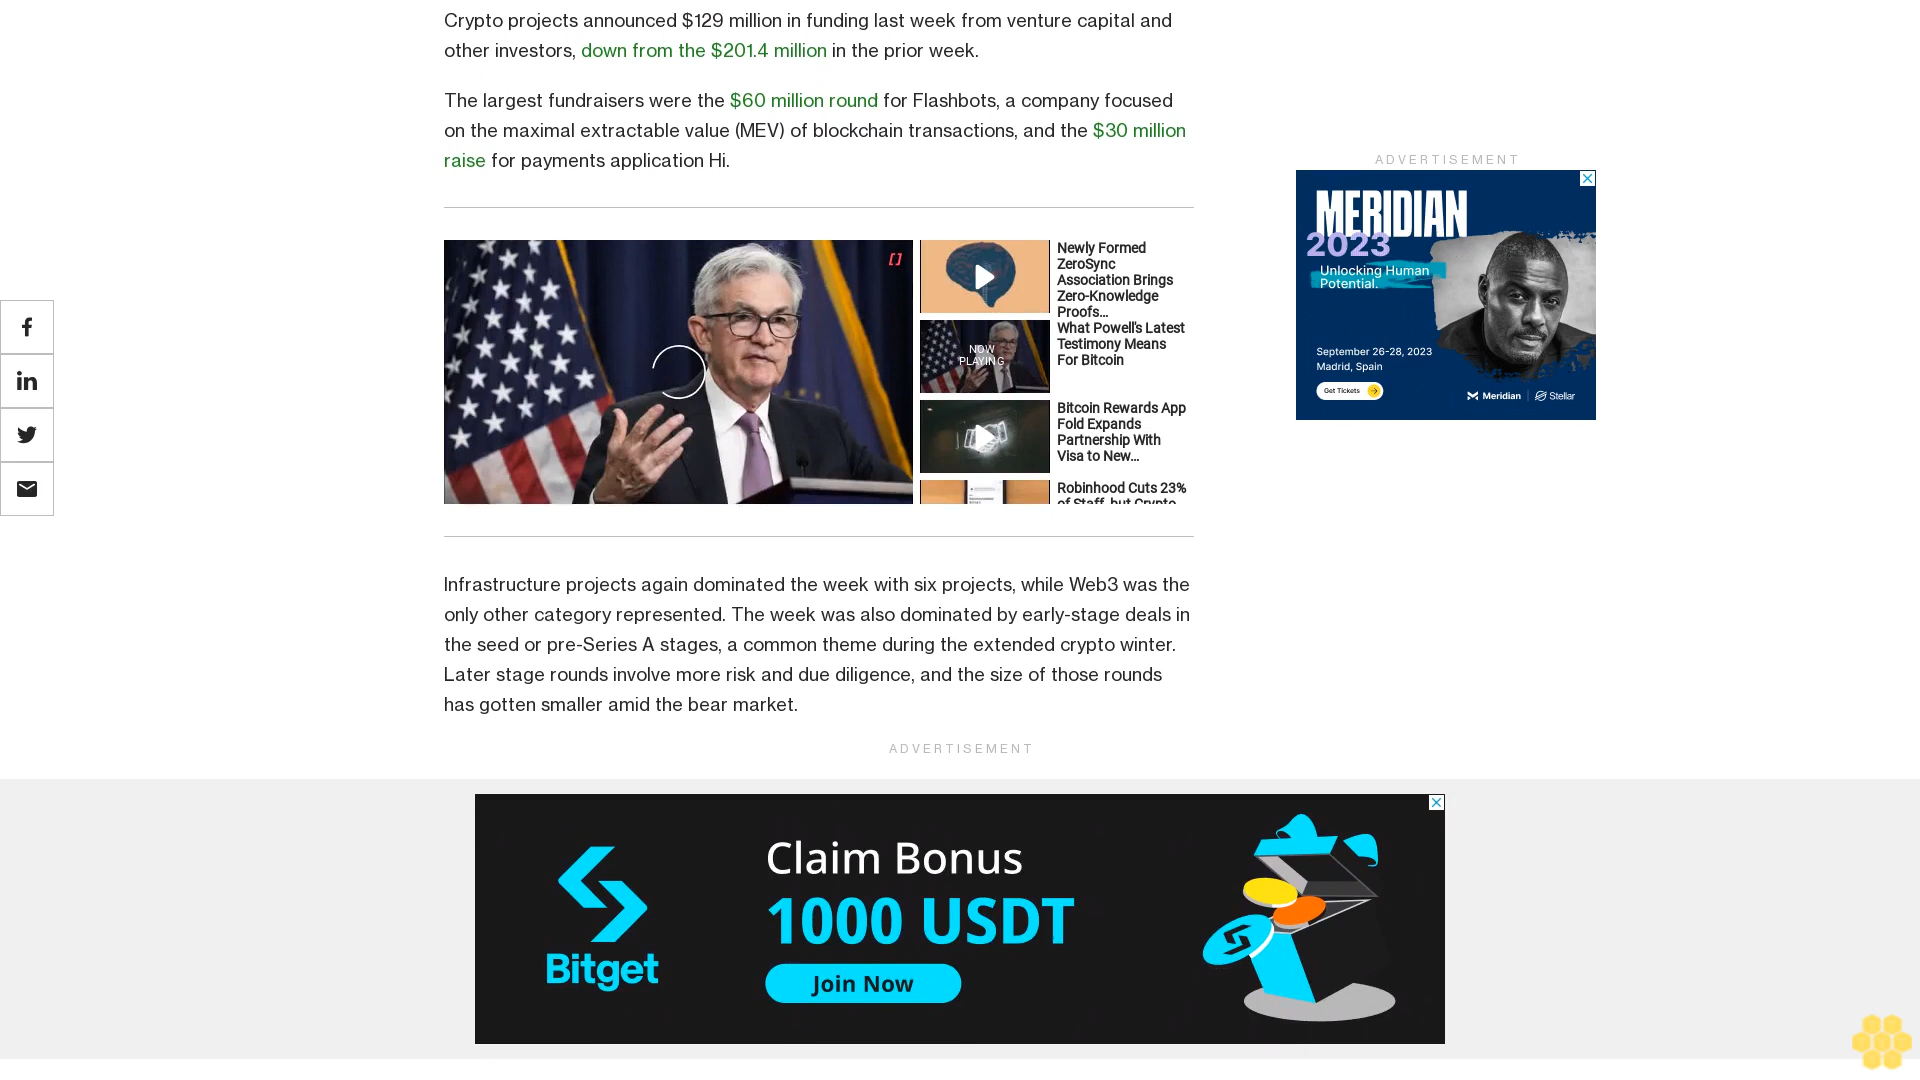 Crypto projects announced $129 million in funding last week from venture capital and
other investors, down from the $201.4 million in the prior week.
The largest fundraisers were the $60 million round for Flashbots, a company focused
on the maximal extractable value (MEV) of blockchain transactions, and the $30 million
raise for payments application Hi.
[]
Newly Formed
ZeroSync
Association Brings
Zero-Knowledge
Proofs...
NOW
PLAYING
What Powell's Latest
Testimony Means
For Bitcoin
Bitcoin Rewards App
Fold Expands
Partnership With
Visa to New...
Robinhood Cuts 23%
of Staff, but Crypto
ADVERTISEMENT
MERIDIAN
2023
Unlocking Human
Potential.
September 26-28, 2023
Madrid, Spain
Get Tickets
Meridian
Stellar
Infrastructure projects again dominated the week with six projects, while Web3 was the
only other category represented. The week was also dominated by early-stage deals in
the seed or pre-Series A stages, a common theme during the extended crypto winter.
Later stage rounds involve more risk and due diligence, and the size of those rounds
has gotten smaller amid the bear market.
ADVERTISEMENT
Bitget
Claim Bonus
1000 USDT
Join Now